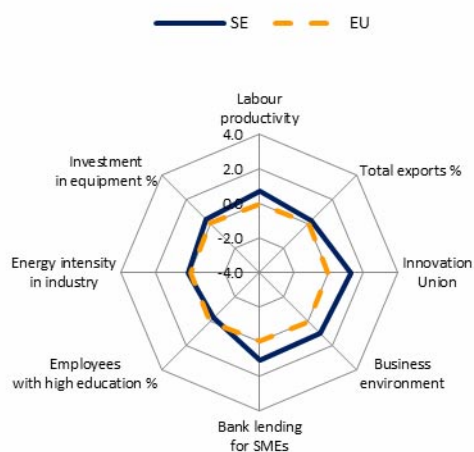 SE EU
Labour
productivity
4.0
Investment
in equipment %
2.0
Total exports %
0.0
-2.0
Energy intensity
in industry
-4.0
Innovation
Union
Employees
with high education %
Business
environment
Bank lending
for SMEs